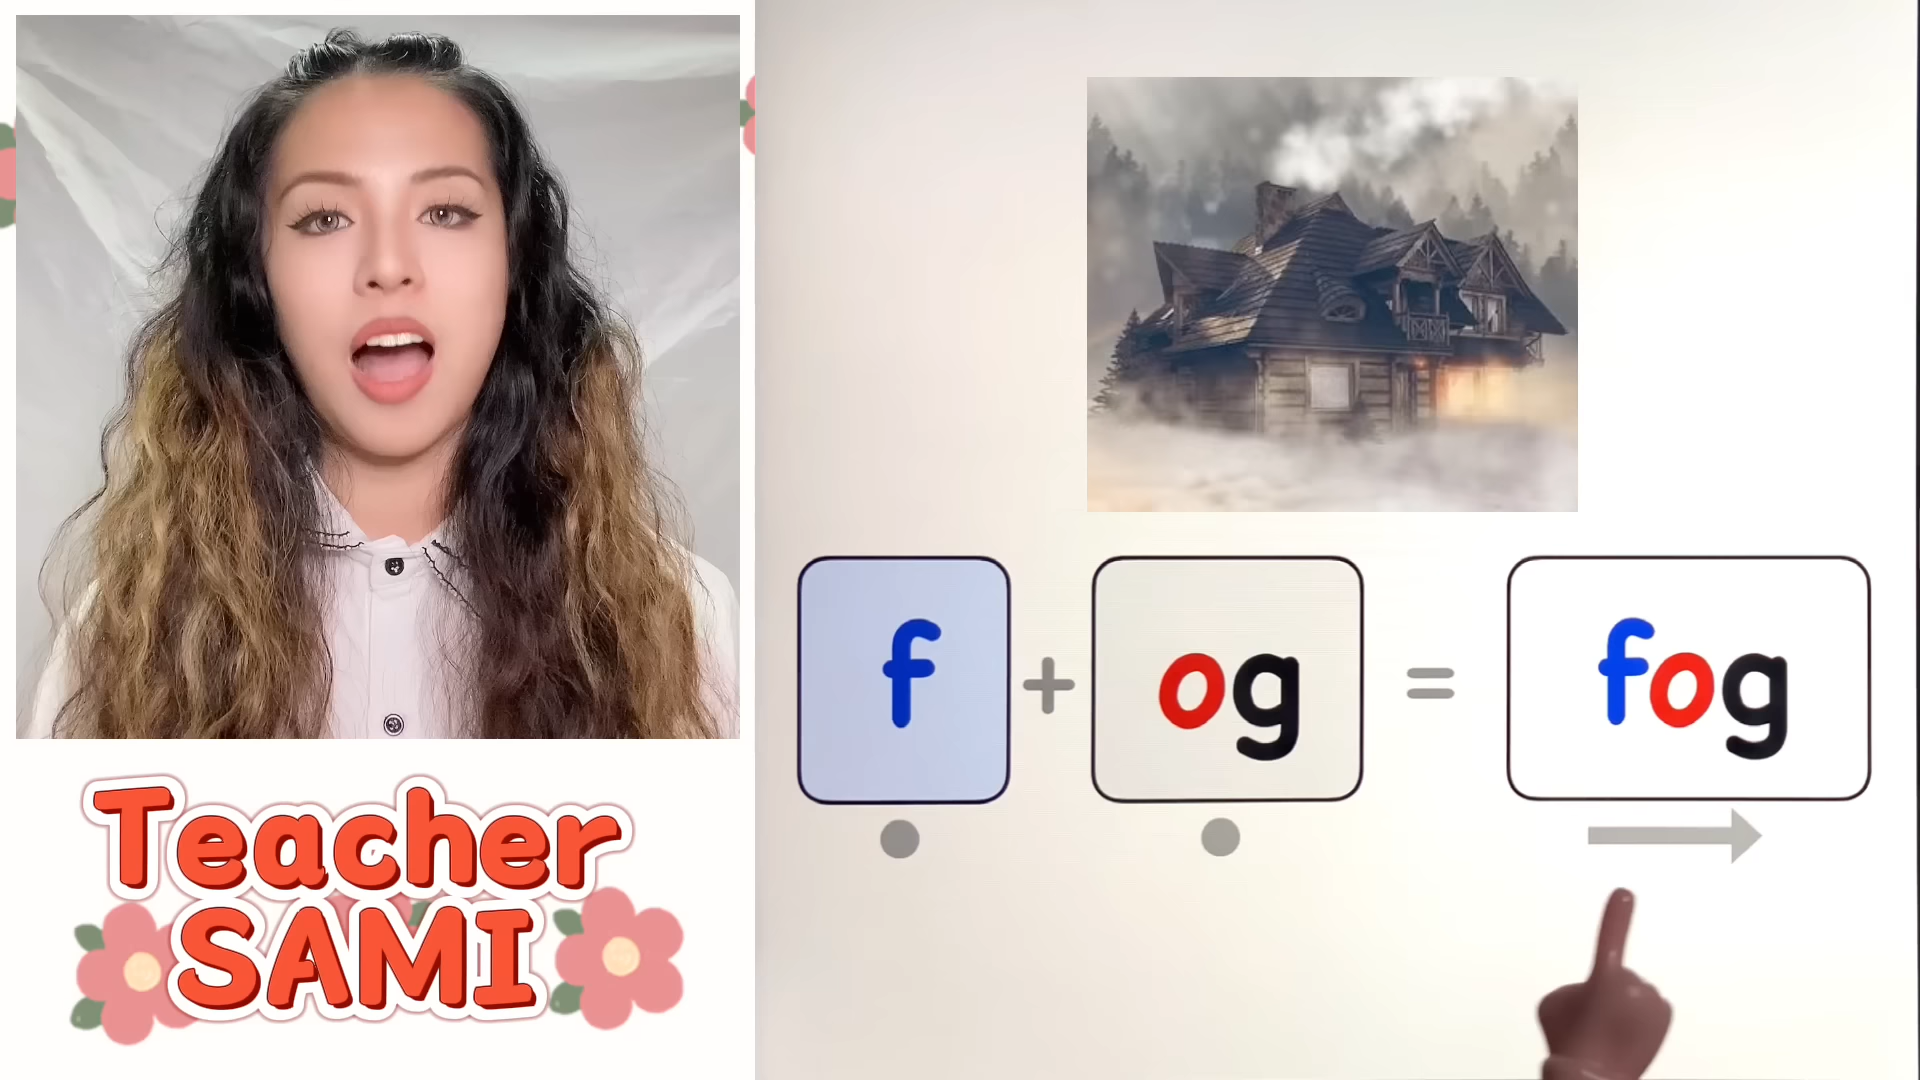 Teacher
SAMI
f + og = fog